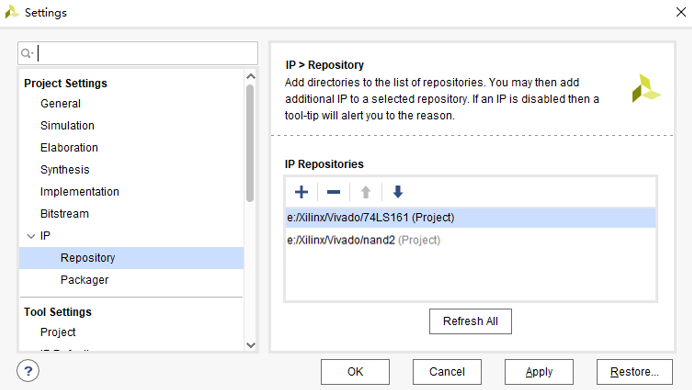 Settings
Project Settings
General
Simulation
Elaboration
Synthesis
Implementation
Bitstream
IP
Repository
Packager
Tool Settings
Project
IP > Repository
Add directories to the list of repositories. You may then add
additional IP to a selected repository. If an IP is disabled then a
tool-tip will alert you to the reason.
IP Repositories
e:/Xilinx/Vivado/74LS161 (Project)
e:/Xilinx/Vivado/nand2 (Project)
Refresh All
?
OK
Cancel
Apply
Restore...